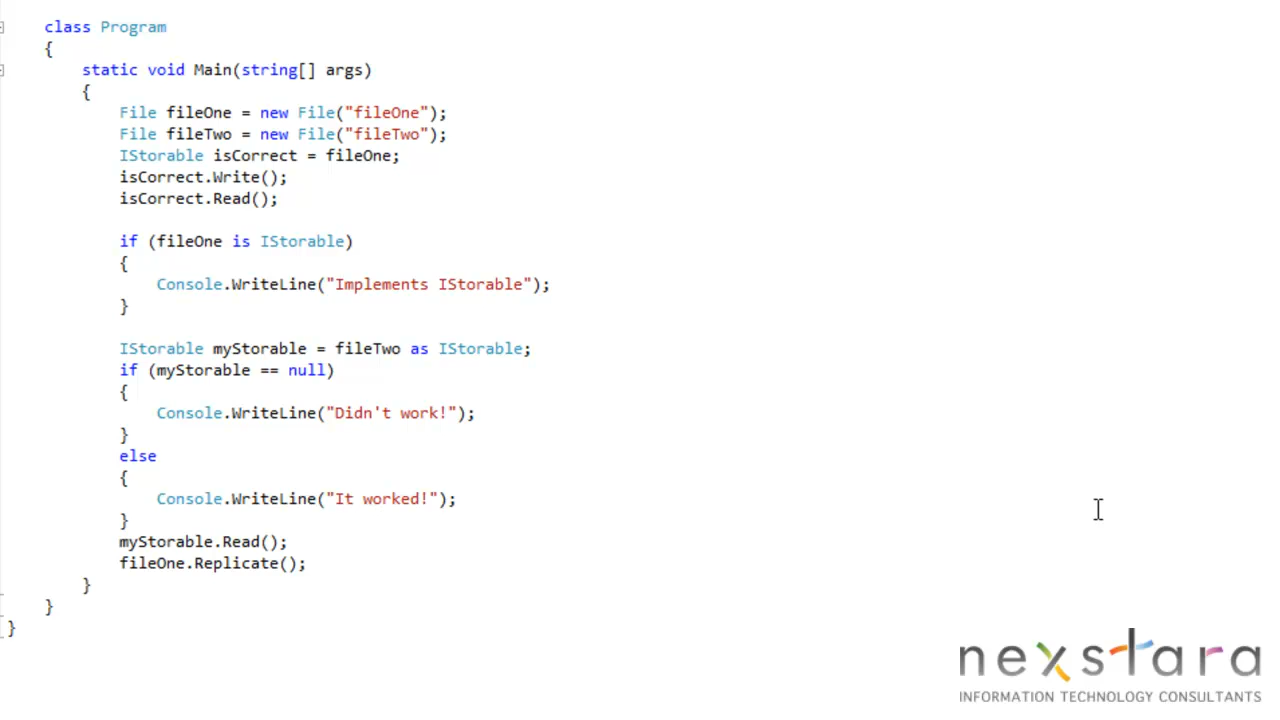 class Program
{
static void Main(string[] args)
{
File fileOne = new File("fileOne");
File fileTwo = new File("fileTwo");
IStorable isCorrect = fileOne;
isCorrect.Write();
isCorrect.Read();
if (fileOne is IStorable)
{
Console.WriteLine("Implements IStorable");
}
IStorable myStorable = fileTwo as IStorable;
if (myStorable == null)
{
Console.WriteLine("Didn't work!");
}
else
{
Console.WriteLine("It worked!");
}
myStorable.Read();
fileOne.Replicate();
}
}
}
nexstara
INFORMATION TECHNOLOGY CONSULTANTS